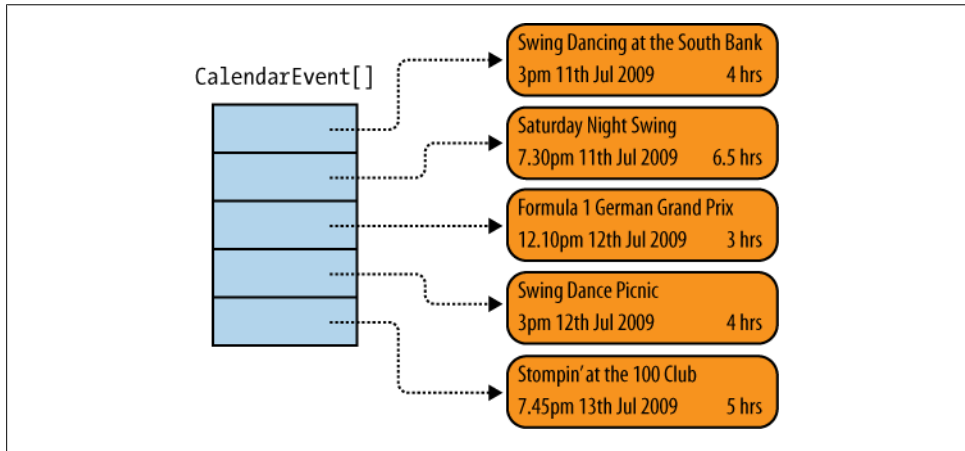 CalendarEvent[]
Swing Dancing at the South Bank
3pm 11th Jul 2009 4 hrs
Saturday Night Swing
7.30pm 11th Jul 2009 6.5 hrs
Formula 1 German Grand Prix
12.10pm 12th Jul 2009 3 hrs
Swing Dance Picnic
3pm 12th Jul 2009 4 hrs
Stompin’ at the 100 Club
7.45pm 13th Jul 2009 5 hrs